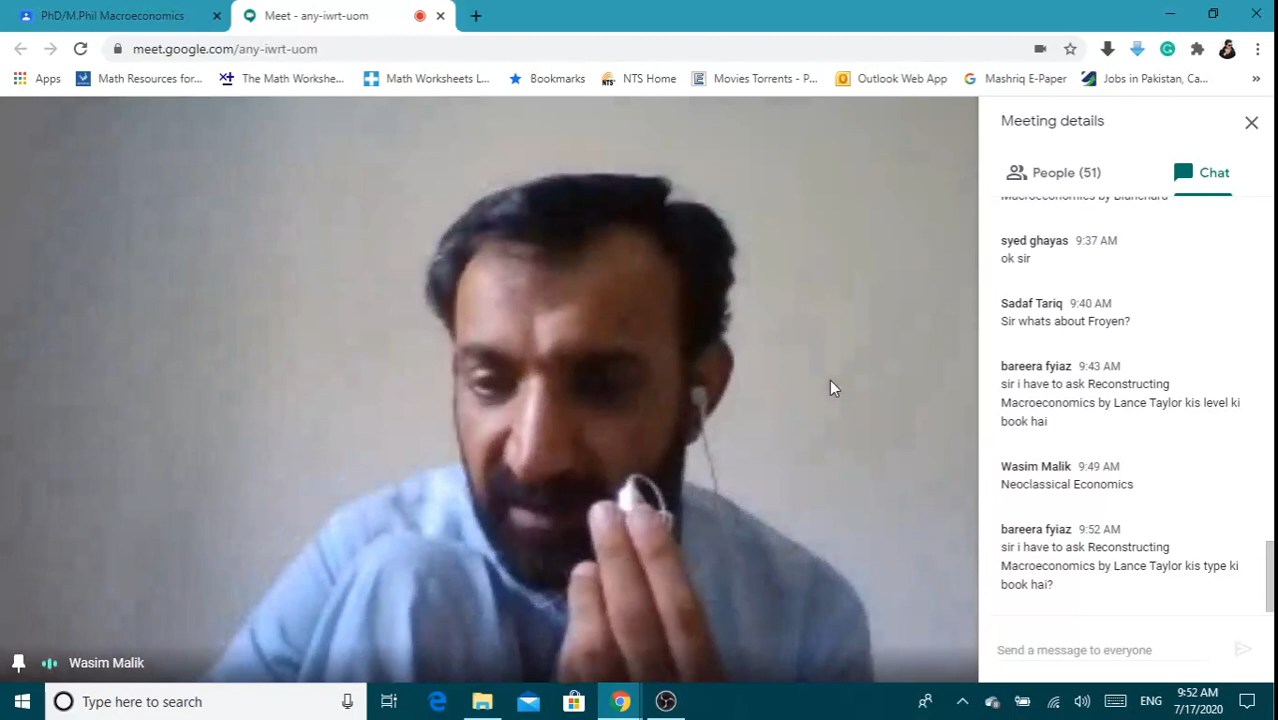 PhD/M.Phil Macroeconomics
Meet - any-iwrt-uom
meet.google.com/any-iwrt-uom
Apps
Math Resources for...
The Math Workshe...
Math Worksheets L...
Bookmarks
NTS Home
Movies Torrents - P...
Outlook Web App
Mashriq E-Paper
Jobs in Pakistan, Ca...
Meeting details
People (51)
Chat
Macroeconomics by Blanchard
syed ghayas 9:37 AM
ok sir
Sadaf Tariq 9:40 AM
Sir whats about Froyen?
bareera fyiaz 9:43 AM
sir i have to ask Reconstructing
Macroeconomics by Lance Taylor kis level ki
book hai
Wasim Malik 9:49 AM
Neoclassical Economics
bareera fyiaz 9:52 AM
sir i have to ask Reconstructing
Macroeconomics by Lance Taylor kis type ki
book hai?
Send a message to everyone
Wasim Malik
Type here to search
ENG
9:52 AM
7/17/2020